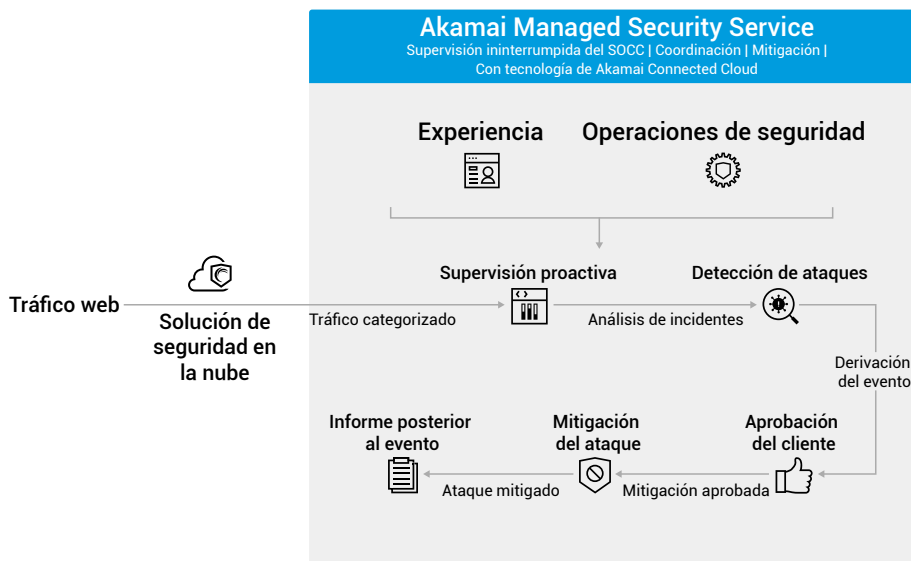 Akamai Managed Security Service
Supervisión ininterrumpida del SOCC | Coordinación | Mitigación |
Con tecnología de Akamai Connected Cloud
Experiencia
Operaciones de seguridad
Supervisión proactiva
Detección de ataques
Tráfico web
Solución de
seguridad en
la nube
Tráfico categorizado
Análisis de incidentes
Derivación
del evento
Informe posterior
al evento
Mitigación
del ataque
Aprobación
del cliente
Ataque mitigado
Mitigación aprobada